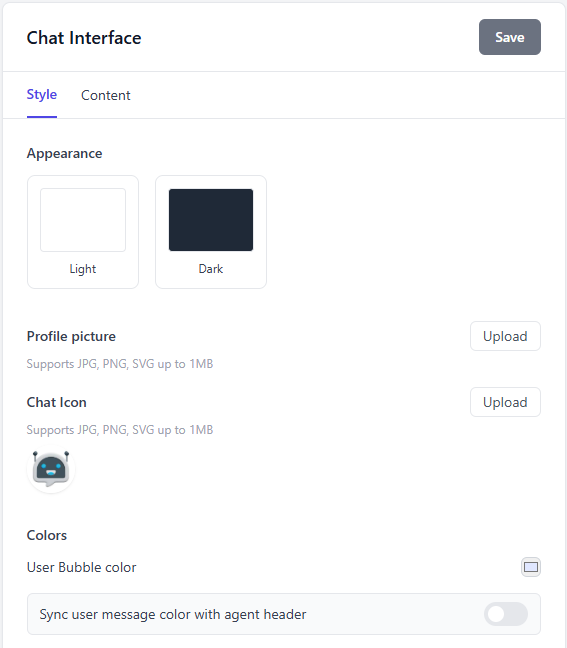 Chat Interface
Save
Style
Content
Appearance
Light
Dark
Profile picture
Upload
Supports JPG, PNG, SVG up to 1MB
Chat Icon
Upload
Supports JPG, PNG, SVG up to 1MB
Colors
User Bubble color
Sync user message color with agent header